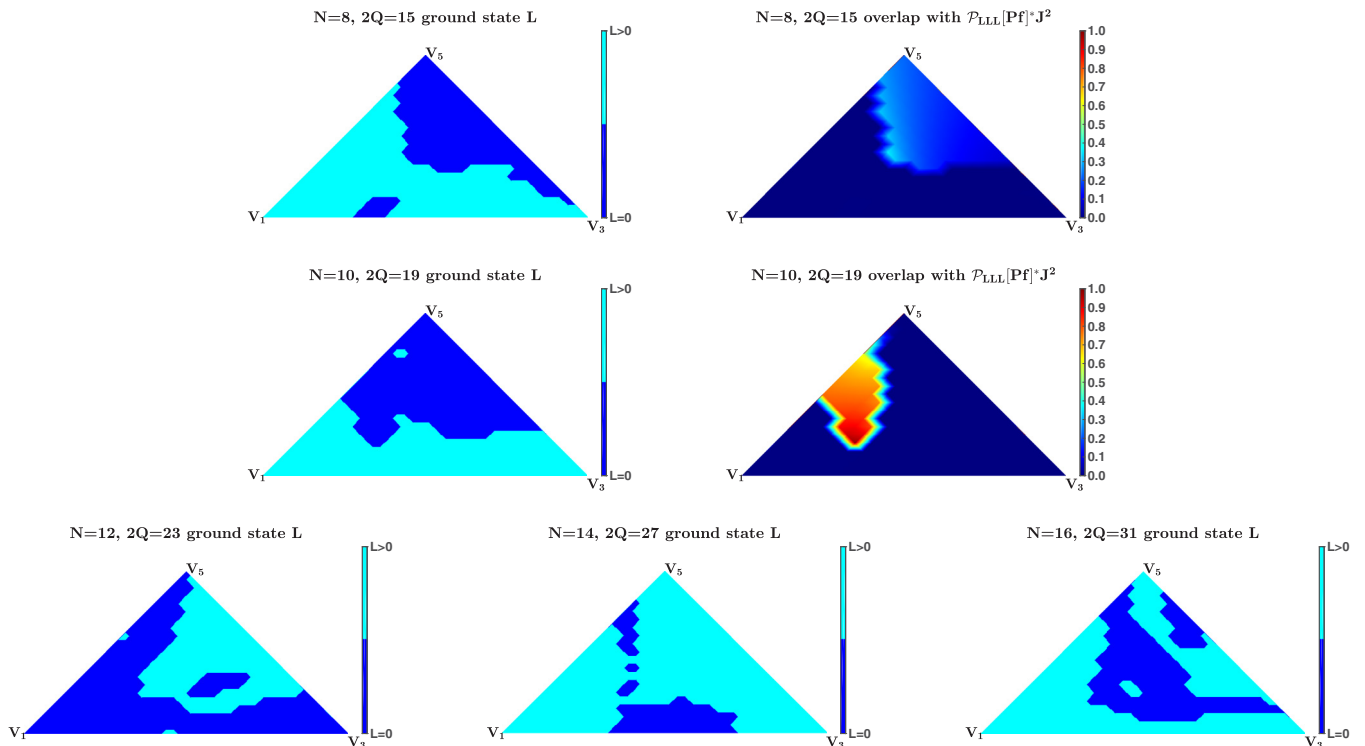 N=8, 2Q=15 ground state L
L>0
V₅
V₁
V₃
L=0
N=8, 2Q=15 overlap with 𝒫_LLL[Pf]*J²
V₅
V₁
V₃
1.0
0.9
0.8
0.7
0.6
0.5
0.4
0.3
0.2
0.1
0.0
N=10, 2Q=19 ground state L
L>0
V₅
V₁
V₃
L=0
N=10, 2Q=19 overlap with 𝒫_LLL[Pf]*J²
V₅
V₁
V₃
1.0
0.9
0.8
0.7
0.6
0.5
0.4
0.3
0.2
0.1
0.0
N=12, 2Q=23 ground state L
L>0
V₅
V₁
V₃
L=0
N=14, 2Q=27 ground state L
L>0
V₅
V₁
V₃
L=0
N=16, 2Q=31 ground state L
L>0
V₅
V₁
V₃
L=0